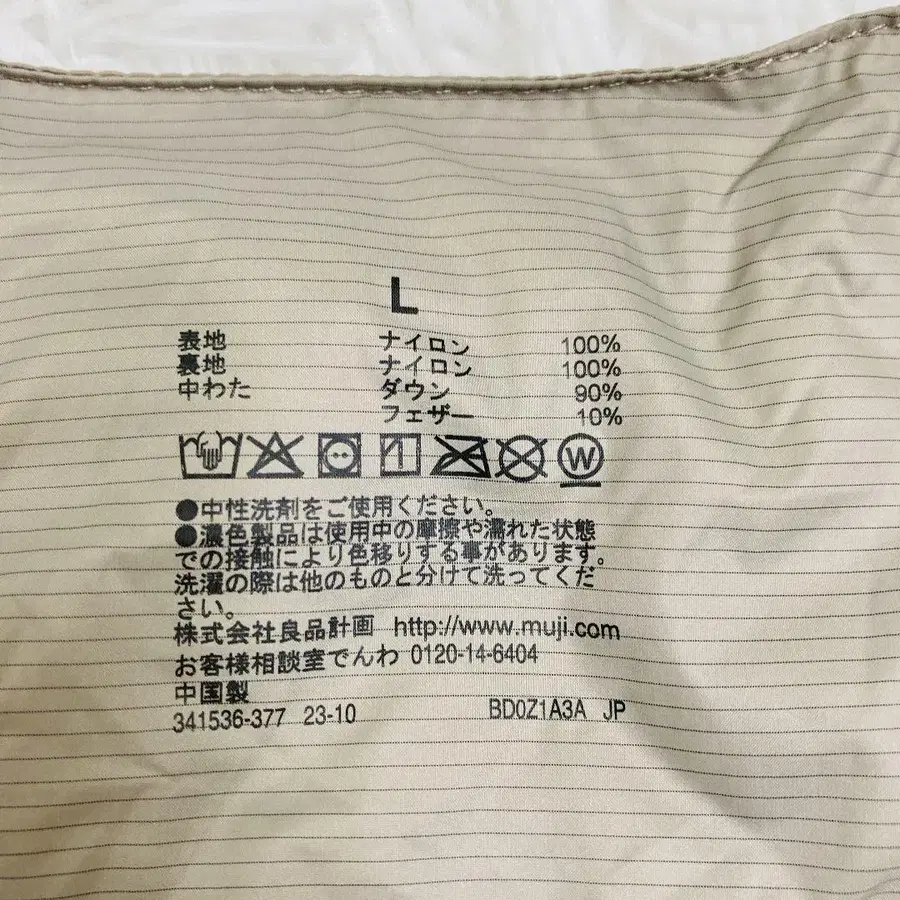 L
表地 ナイロン 100%
裏地 ナイロン 100%
中わた ダウン 90%
フェザー 10%
W
●中性洗剤をご使用ください。
●濃色製品は使用中の摩擦や濡れた状態
での接触により色移りする事があります。
洗濯の際は他のものと分けて洗ってくだ
さい。
株式会社良品計画 http://www.muji.com
お客様相談室でんわ 0120-14-6404
中国製
341536-377 23-10 BD0Z1A3A JP